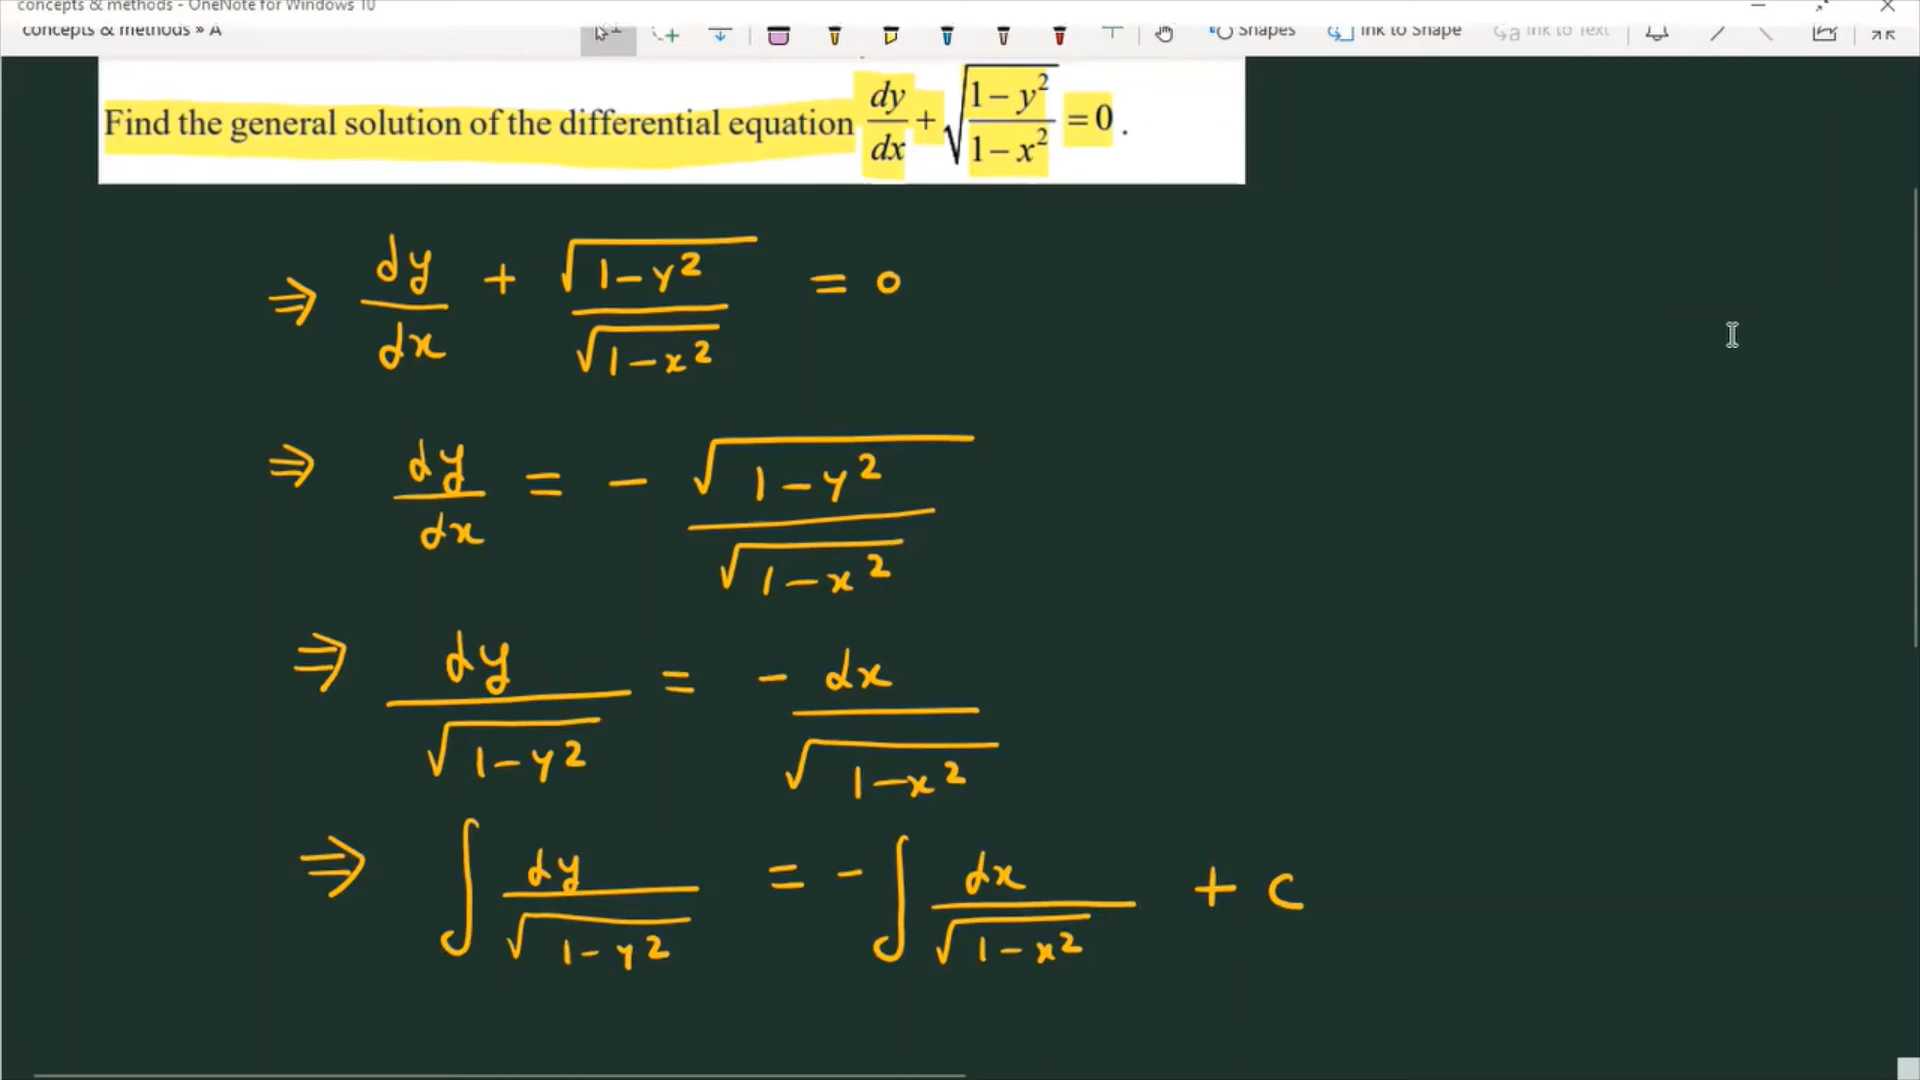 concepts & methods - OneNote for Windows 10
concepts & methods » A
Shapes Ink to Shape Ink to Text
Find the general solution of the differential equation dy/dx + √((1 − y²)/(1 − x²)) = 0 .
⇒ dy/dx + √(1 − y²)/√(1 − x²) = 0
⇒ dy/dx = − √(1 − y²)/√(1 − x²)
⇒ dy/√(1 − y²) = − dx/√(1 − x²)
⇒ ∫ dy/√(1 − y²) = − ∫ dx/√(1 − x²) + c